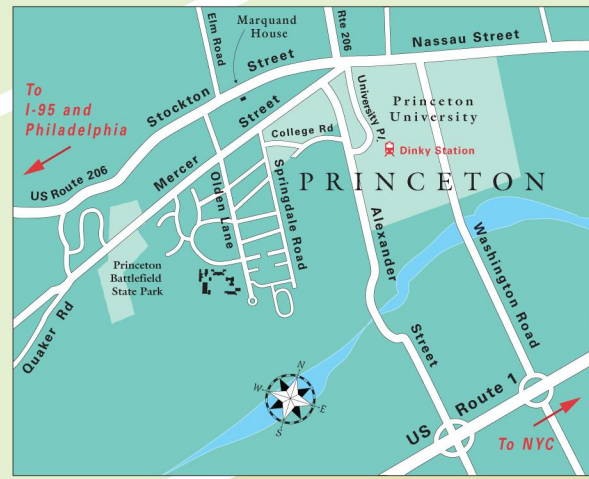 Elm Road
Marquand
House
Rte 206
Nassau Street
To
I-95 and
Philadelphia
Stockton
Street
University Pl.
Princeton
University
Dinky Station
College Rd
Mercer
Street
US Route 206
PRINCETON
Olden Lane
Springdale Road
Alexander
Street
Washington Road
Princeton
Battlefield
State Park
Quaker Rd
N
W
E
S
US Route 1
To NYC